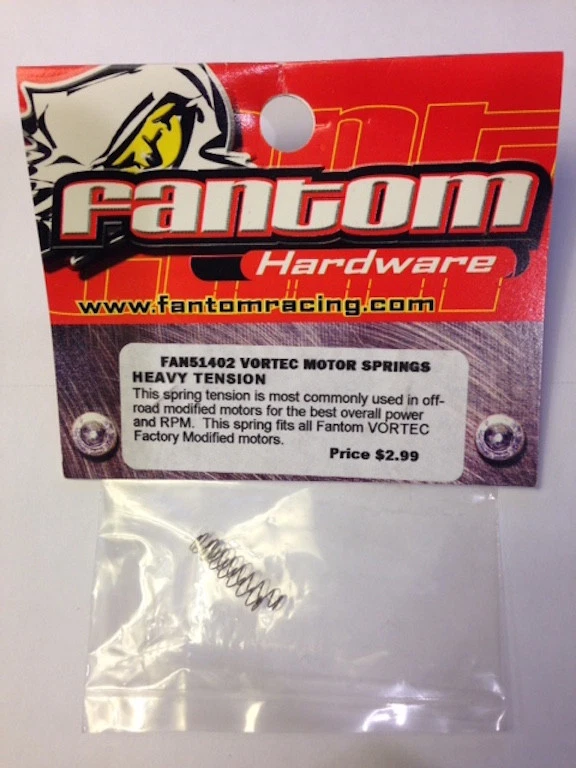 fantom
Hardware
www.fantomracing.com
FAN51402 VORTEC MOTOR SPRINGS
HEAVY TENSION
This spring tension is most commonly used in off-
road modified motors for the best overall power
and RPM. This spring fits all Fantom VORTEC
Factory Modified motors.
Price $2.99